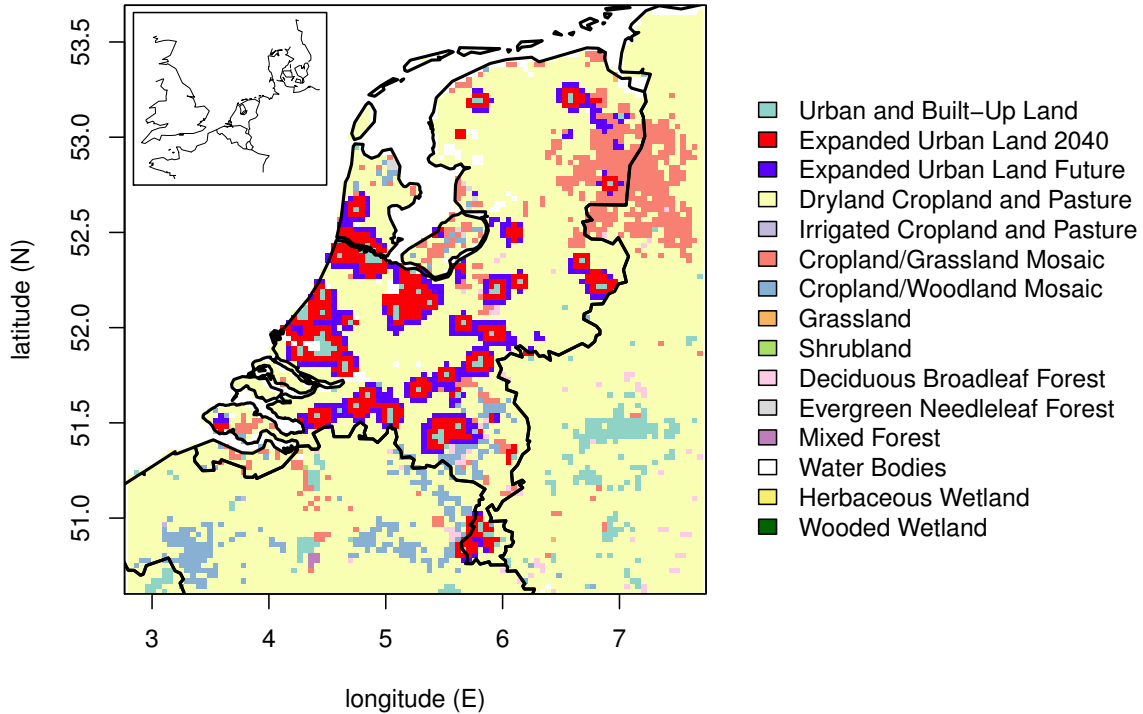 53.5
53.0
52.5
52.0
51.5
51.0
latitude (N)
3 4 5 6 7
longitude (E)
Urban and Built−Up Land
Expanded Urban Land 2040
Expanded Urban Land Future
Dryland Cropland and Pasture
Irrigated Cropland and Pasture
Cropland/Grassland Mosaic
Cropland/Woodland Mosaic
Grassland
Shrubland
Deciduous Broadleaf Forest
Evergreen Needleleaf Forest
Mixed Forest
Water Bodies
Herbaceous Wetland
Wooded Wetland